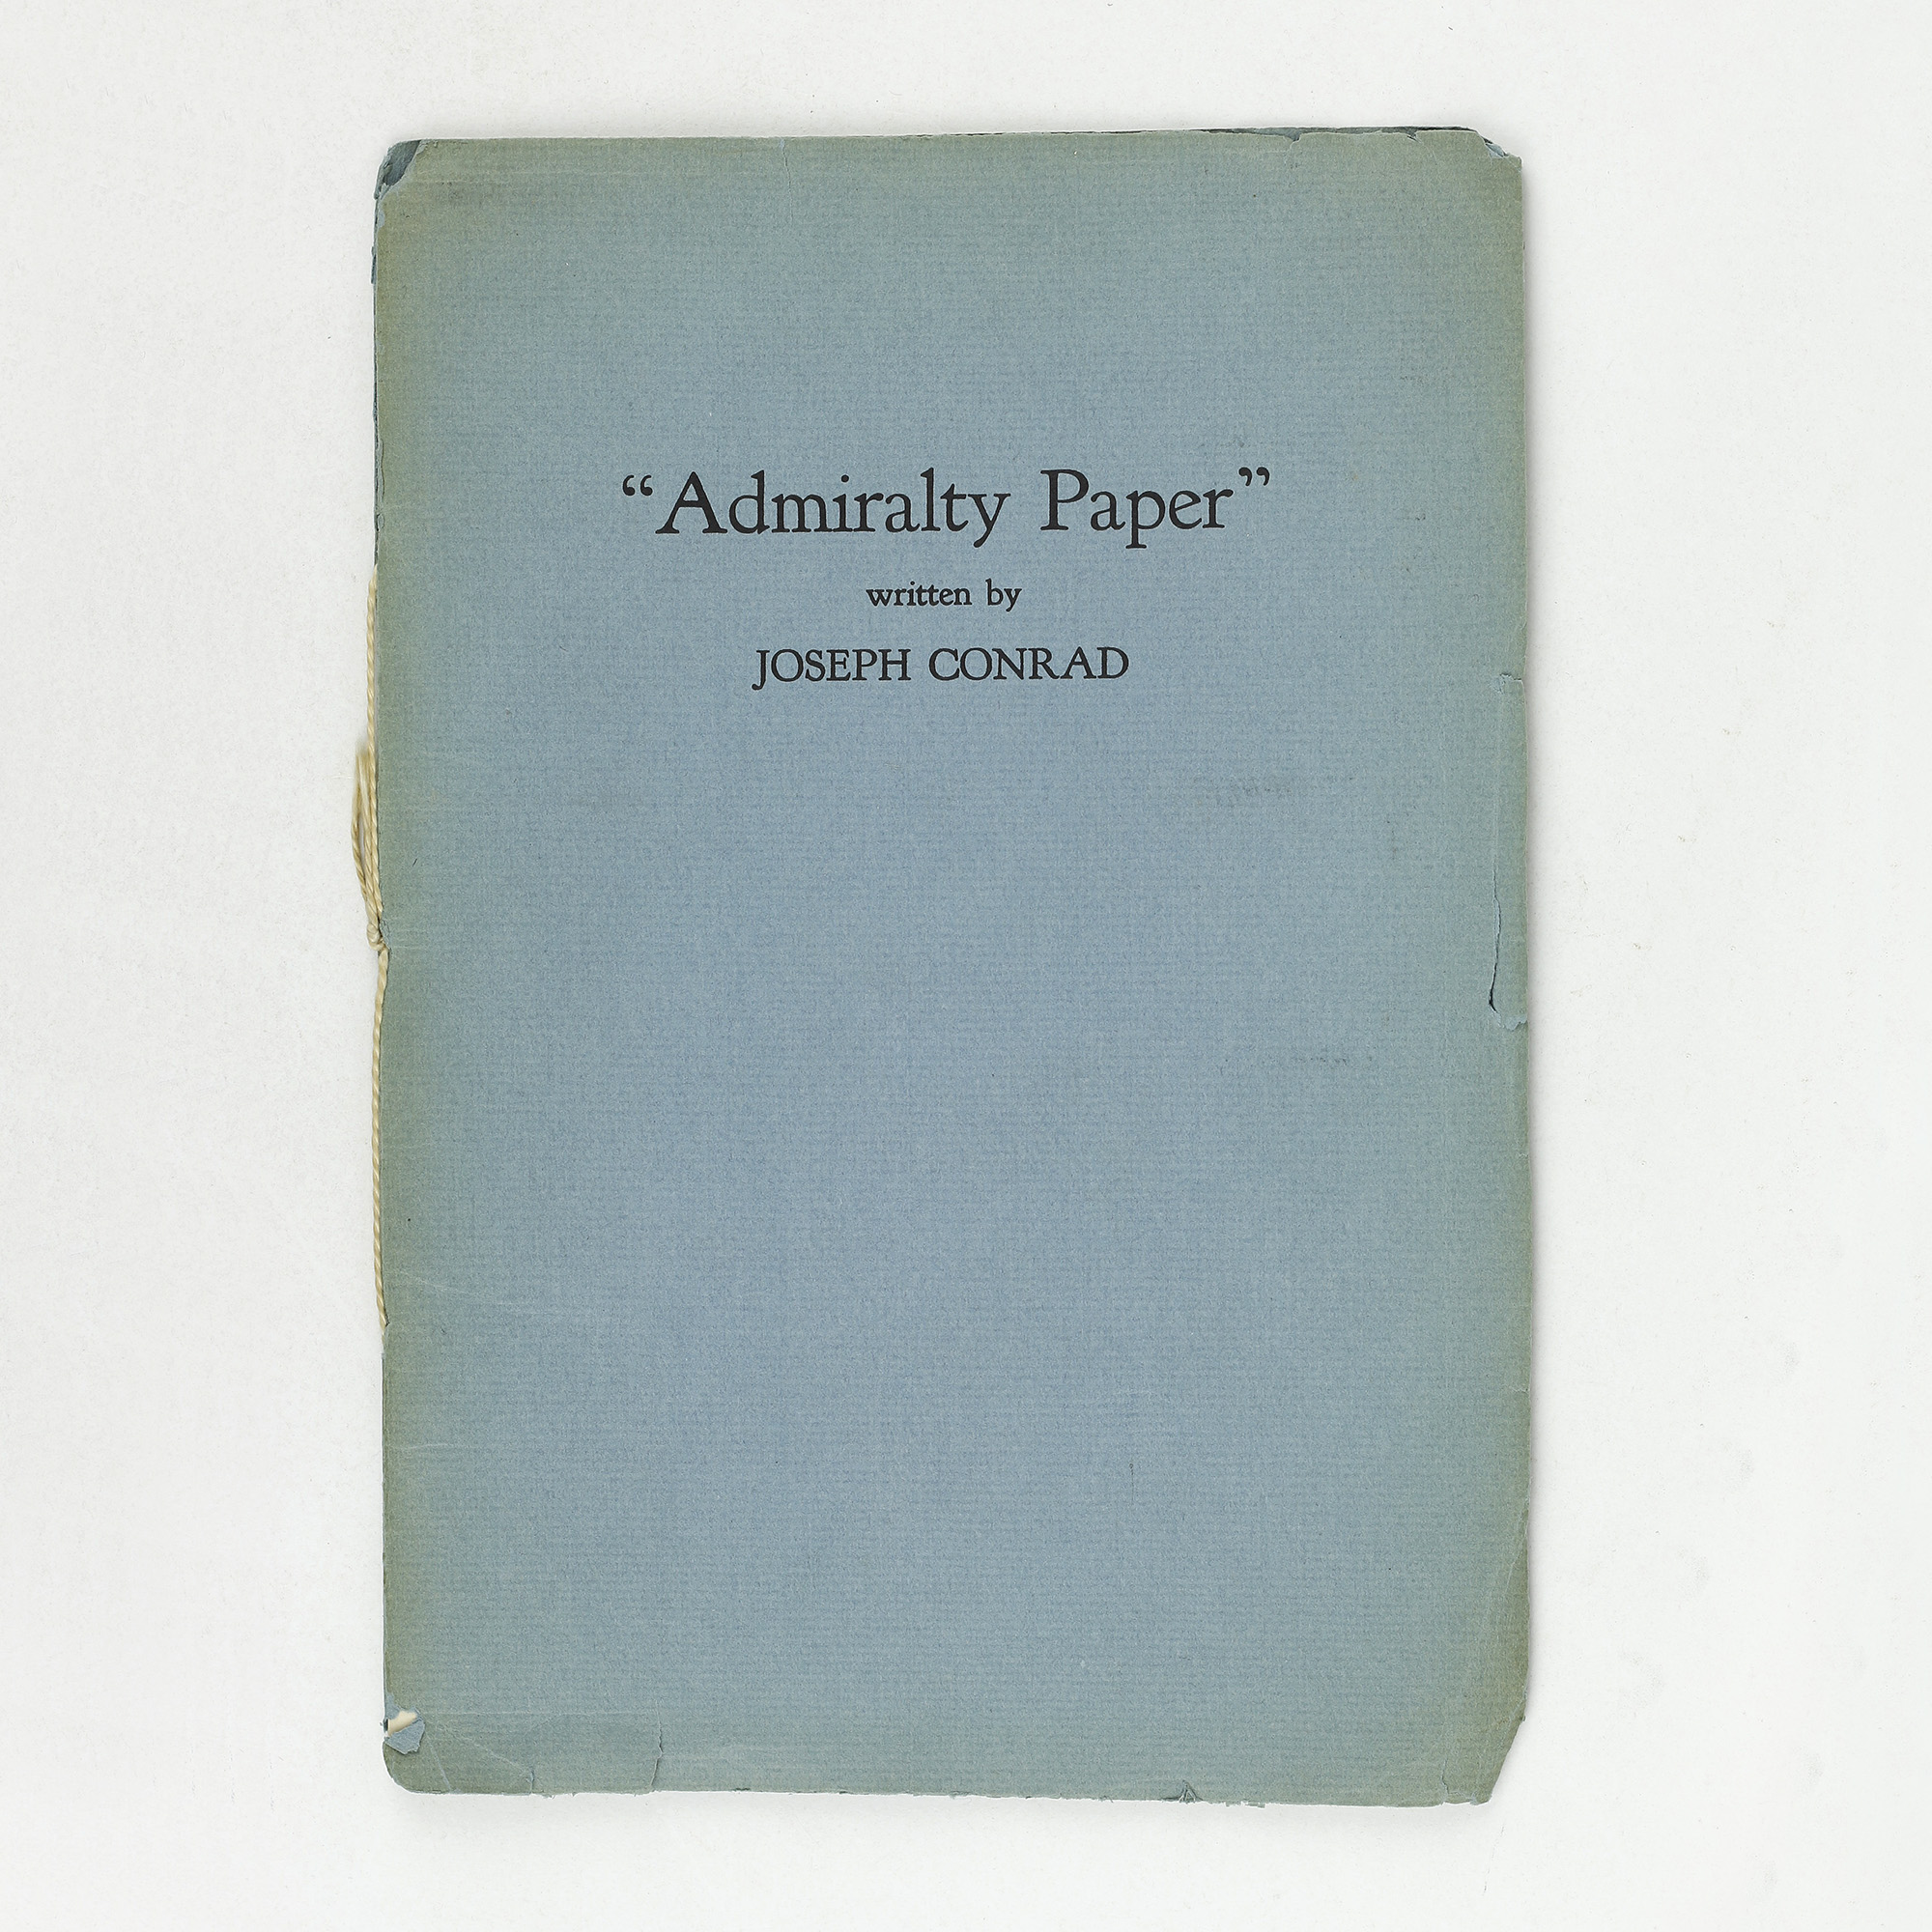 “Admiralty Paper”
written by
JOSEPH CONRAD